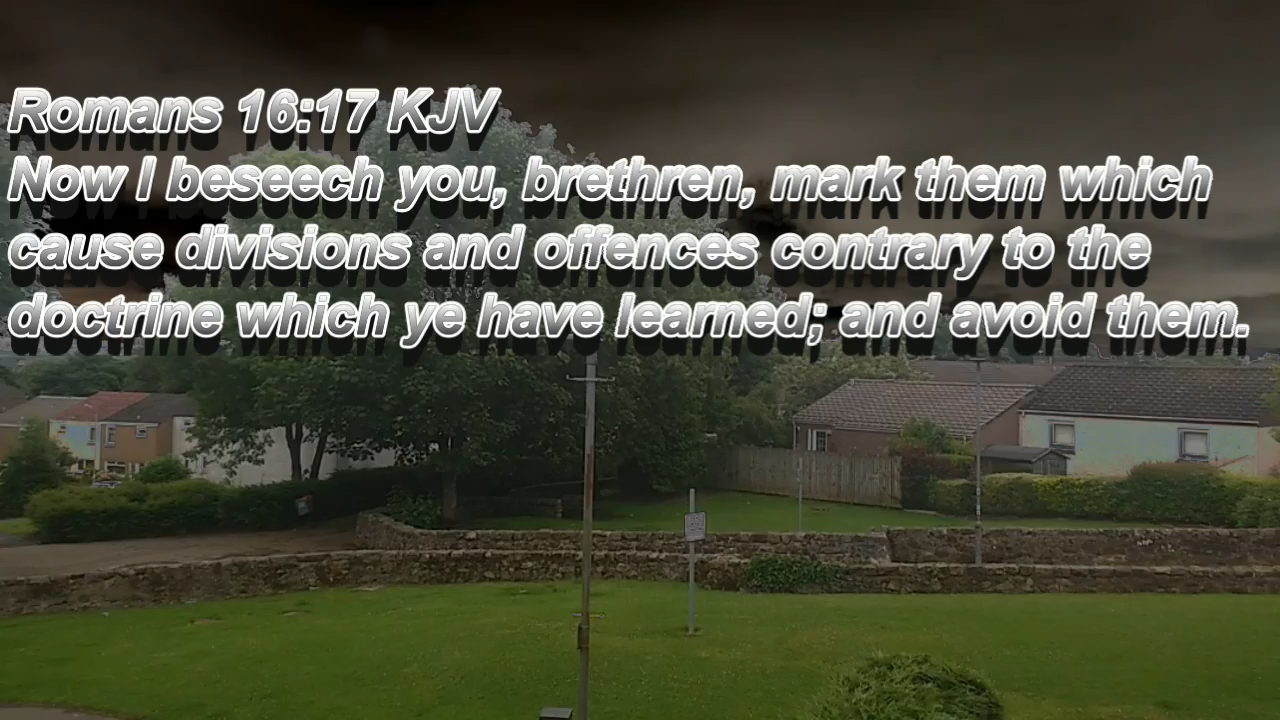 Romans 16:17 KJV
Now I beseech you, brethren, mark them which
cause divisions and offences contrary to the
doctrine which ye have learned; and avoid them.